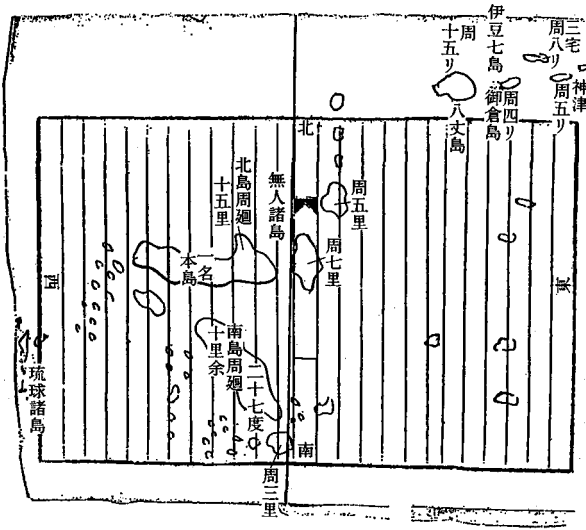 三宅
周八リ
神津
周五リ
伊豆七島
周四リ
御倉島
周
十五リ
八丈島
北
東
周五里
周七里
無人諸島
北島周廻
十五里
一名
本島
西
南島周廻
十里余
二十七度
南
周三里
琉球諸島